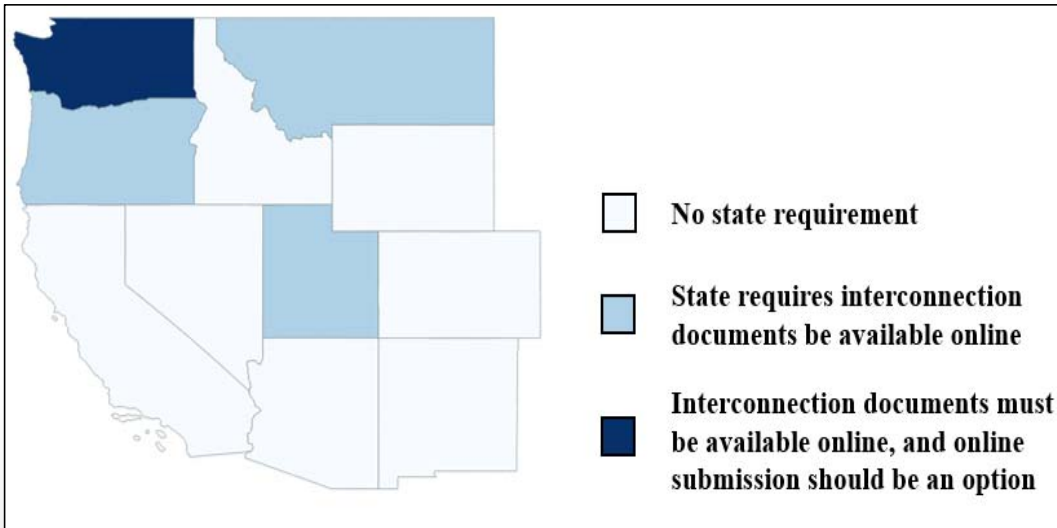 No state requirement
State requires interconnection
documents be available online
Interconnection documents must
be available online, and online
submission should be an option